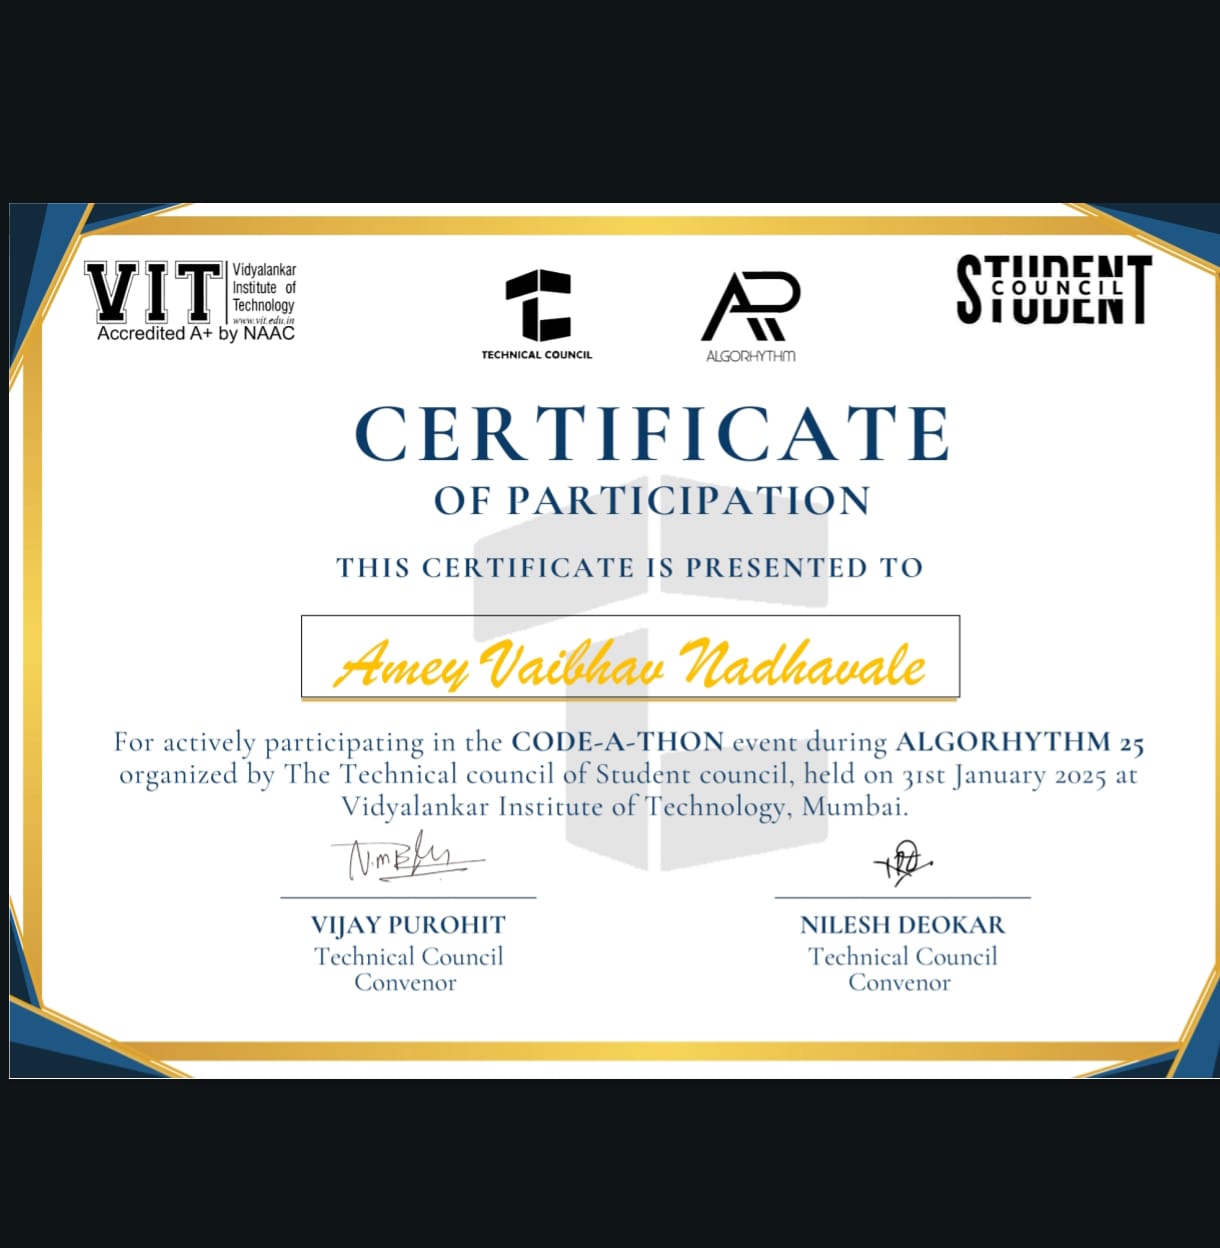 VIT
Vidyalankar
Institute of
Technology
www.vit.edu.in
Accredited A+ by NAAC
TECHNICAL COUNCIL
ALGORHYTHM
STUDENT
COUNCIL
CERTIFICATE
OF PARTICIPATION
THIS CERTIFICATE IS PRESENTED TO
Amey Vaibhav Nadhavale
For actively participating in the CODE-A-THON event during ALGORHYTHM 25
organized by The Technical council of Student council, held on 31st January 2025 at
Vidyalankar Institute of Technology, Mumbai.
VIJAY PUROHIT
Technical Council
Convenor
NILESH DEOKAR
Technical Council
Convenor